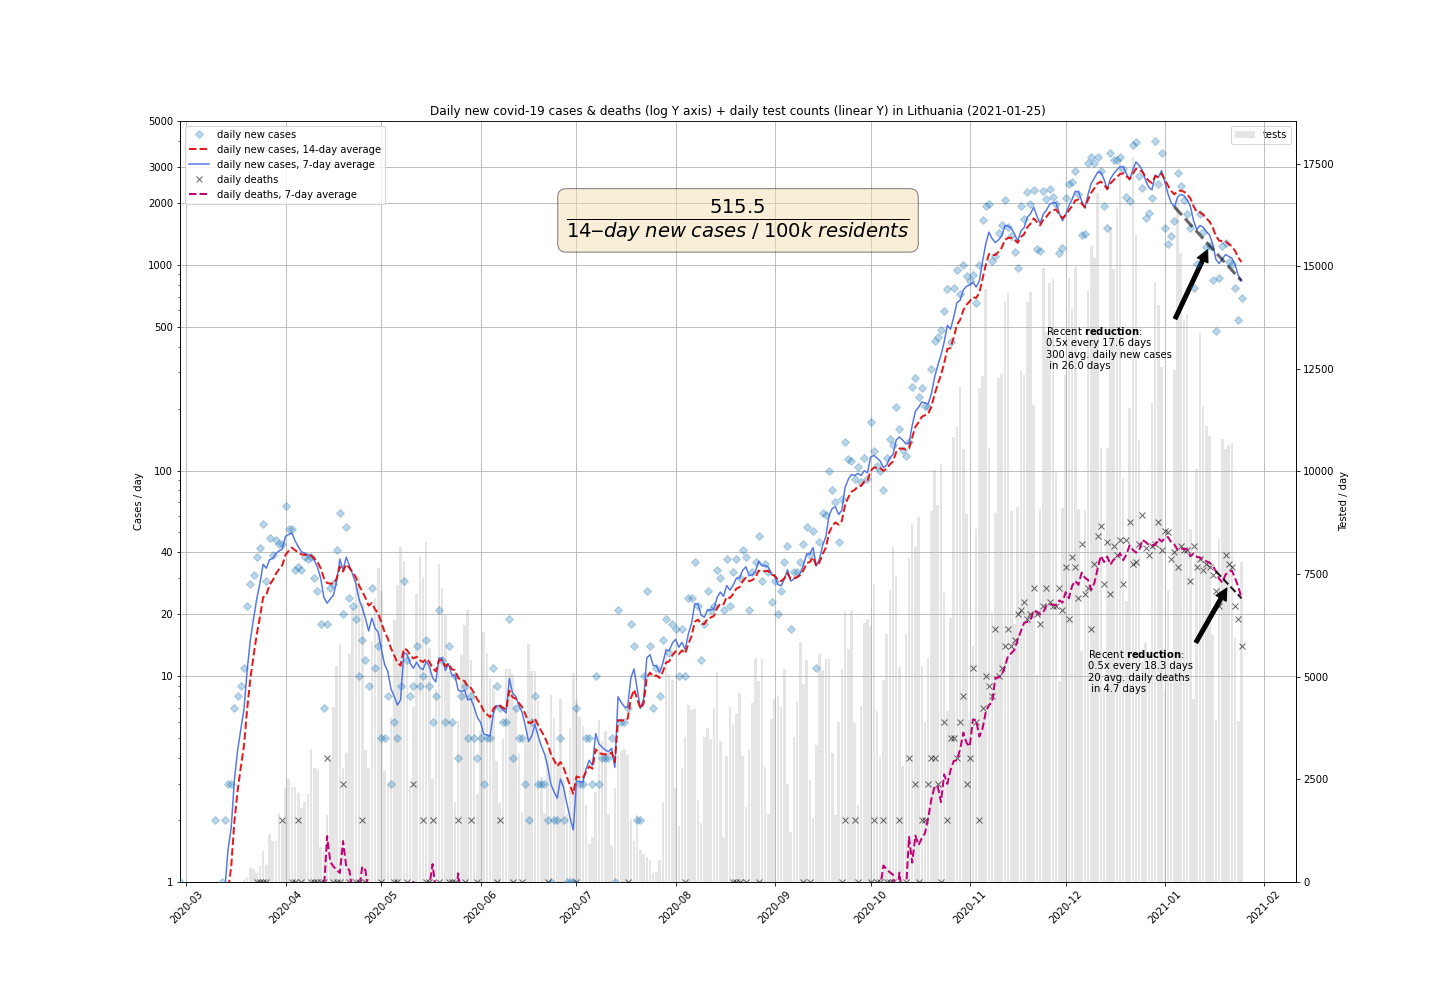 Daily new covid-19 cases & deaths (log Y axis) + daily test counts (linear Y) in Lithuania (2021-01-25)
daily new cases
daily new cases, 14-day average
daily new cases, 7-day average
daily deaths
daily deaths, 7-day average
tests
515.5
14–day new cases / 100k residents
Recent reduction:
0.5x every 17.6 days
300 avg. daily new cases
in 26.0 days
Recent reduction:
0.5x every 18.3 days
20 avg. daily deaths
in 4.7 days
Cases / day
5000
3000
2000
1000
500
100
40
20
10
1
Tested / day
17500
15000
12500
10000
7500
5000
2500
0
2020-03
2020-04
2020-05
2020-06
2020-07
2020-08
2020-09
2020-10
2020-11
2020-12
2021-01
2021-02